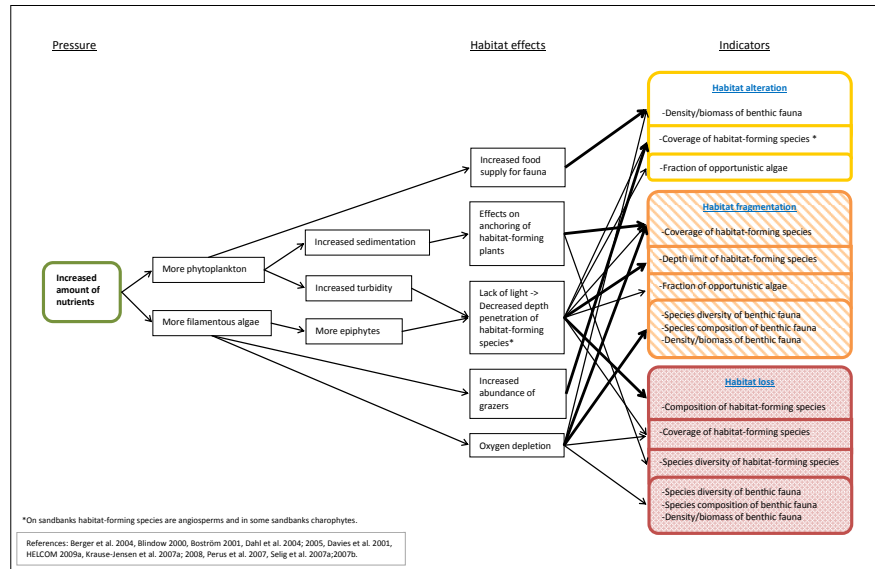 Pressure
Habitat effects
Indicators
Increased
amount of
nutrients
More phytoplankton
More filamentous algae
Increased sedimentation
Increased turbidity
More epiphytes
Increased food
supply for fauna
Effects on
anchoring of
habitat-forming
plants
Lack of light ->
Decreased depth
penetration of
habitat-forming
species*
Increased
abundance of
grazers
Oxygen depletion
Habitat alteration
-Density/biomass of benthic fauna
-Coverage of habitat-forming species *
-Fraction of opportunistic algae
Habitat fragmentation
-Coverage of habitat-forming species
-Depth limit of habitat-forming species
-Fraction of opportunistic algae
-Species diversity of benthic fauna
-Species composition of benthic fauna
-Density/biomass of benthic fauna
Habitat loss
-Composition of habitat-forming species
-Coverage of habitat-forming species
-Species diversity of habitat-forming species
-Species diversity of benthic fauna
-Species composition of benthic fauna
-Density/biomass of benthic fauna
*On sandbanks habitat-forming species are angiosperms and in some sandbanks charophytes.
References: Berger et al. 2004, Blindow 2000, Boström 2001, Dahl et al. 2004; 2005, Davies et al. 2001,
HELCOM 2009a, Krause-Jensen et al. 2007a; 2008, Perus et al. 2007, Selig et al. 2007a;2007b.